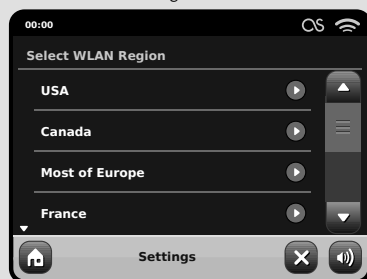 00:00
Select WLAN Region
USA
Canada
Most of Europe
France
Settings